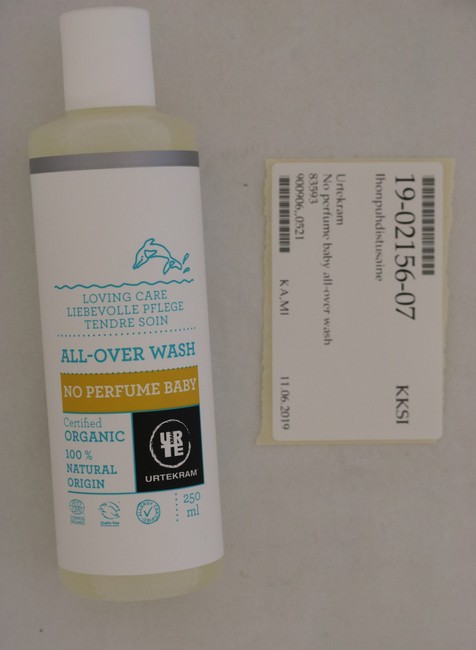 LOVING CARE
LIEBEVOLLE PFLEGE
TENDRE SOIN
ALL-OVER WASH
NO PERFUME BABY
Certified
ORGANIC
100 %
NATURAL
ORIGIN
URTE
URTEKRAM
250
ml
19-02156-07 KKSI
Ihonpuhdistusaine
Urtekram
No perfume baby all-over wash
83593
900906_0521 KA,MI 11.06.2019